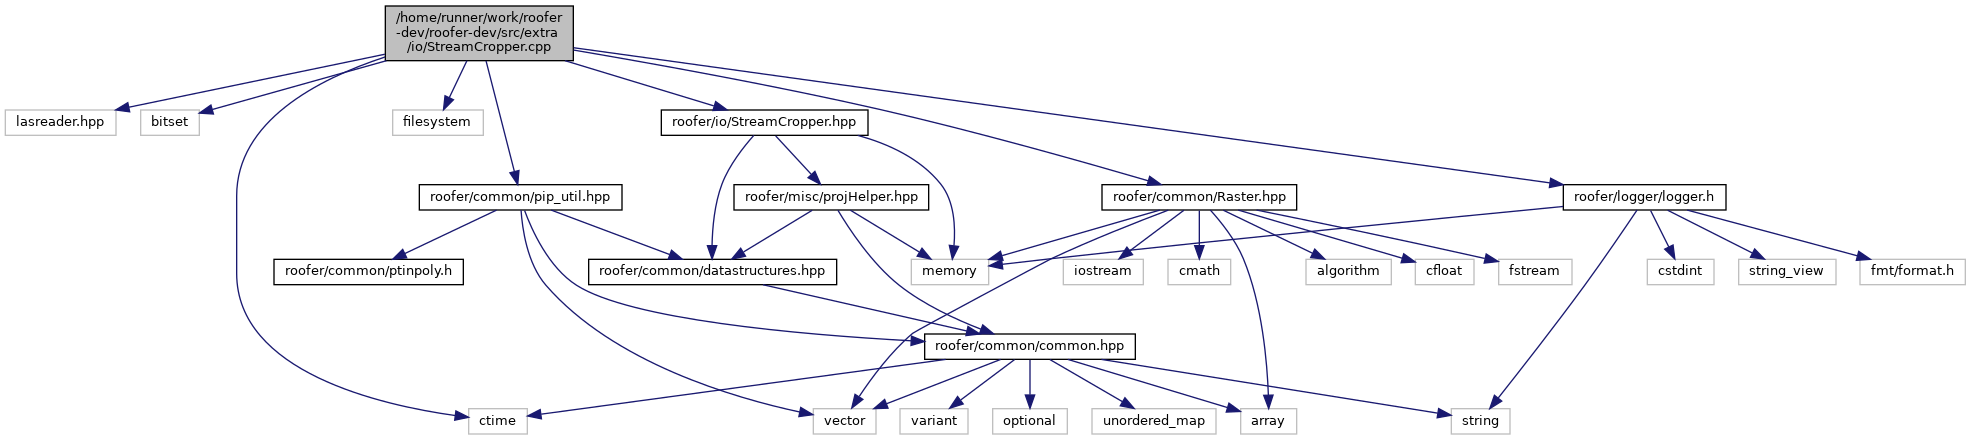 /home/runner/work/roofer
-dev/roofer-dev/src/extra
/io/StreamCropper.cpp
lasreader.hpp
bitset
filesystem
roofer/io/StreamCropper.hpp
roofer/common/pip_util.hpp
roofer/misc/projHelper.hpp
roofer/common/Raster.hpp
roofer/logger/logger.h
roofer/common/ptinpoly.h
roofer/common/datastructures.hpp
memory
iostream
cmath
algorithm
cfloat
fstream
cstdint
string_view
fmt/format.h
roofer/common/common.hpp
ctime
vector
variant
optional
unordered_map
array
string